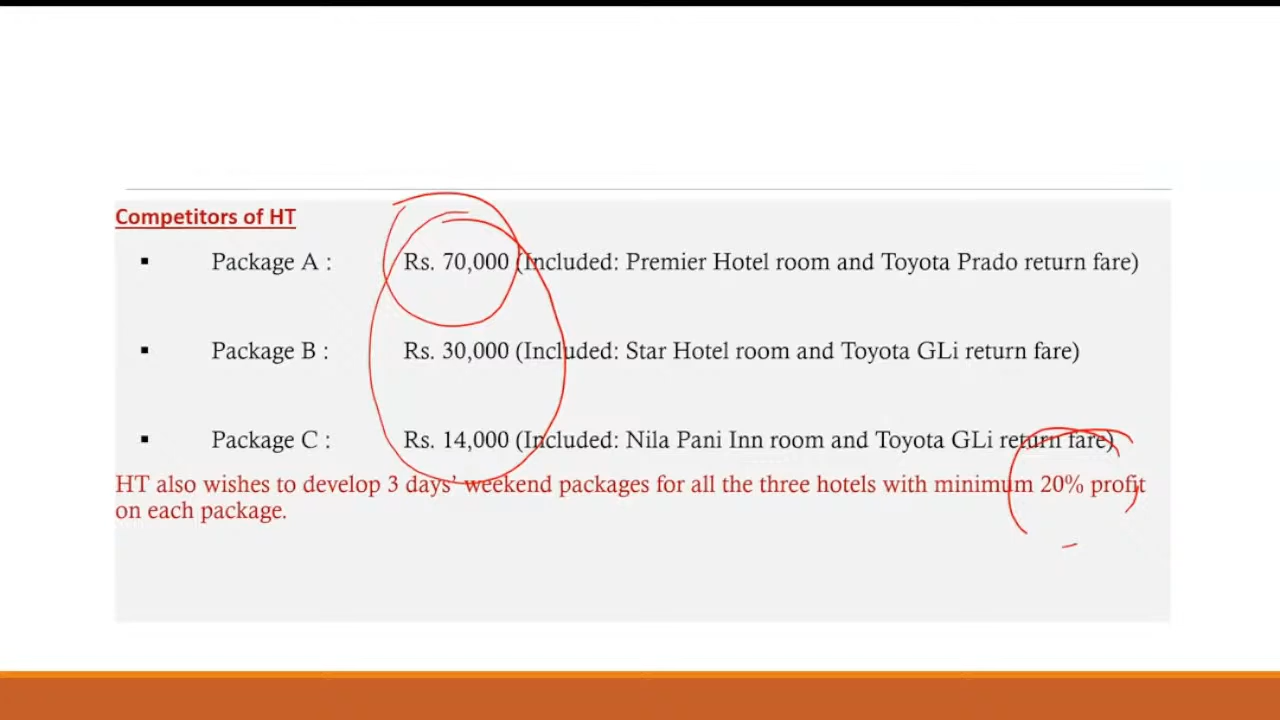 Competitors of HT
▪ Package A : Rs. 70,000 (Included: Premier Hotel room and Toyota Prado return fare)
▪ Package B : Rs. 30,000 (Included: Star Hotel room and Toyota GLi return fare)
▪ Package C : Rs. 14,000 (Included: Nila Pani Inn room and Toyota GLi return fare)
HT also wishes to develop 3 days' weekend packages for all the three hotels with minimum 20% profit
on each package.